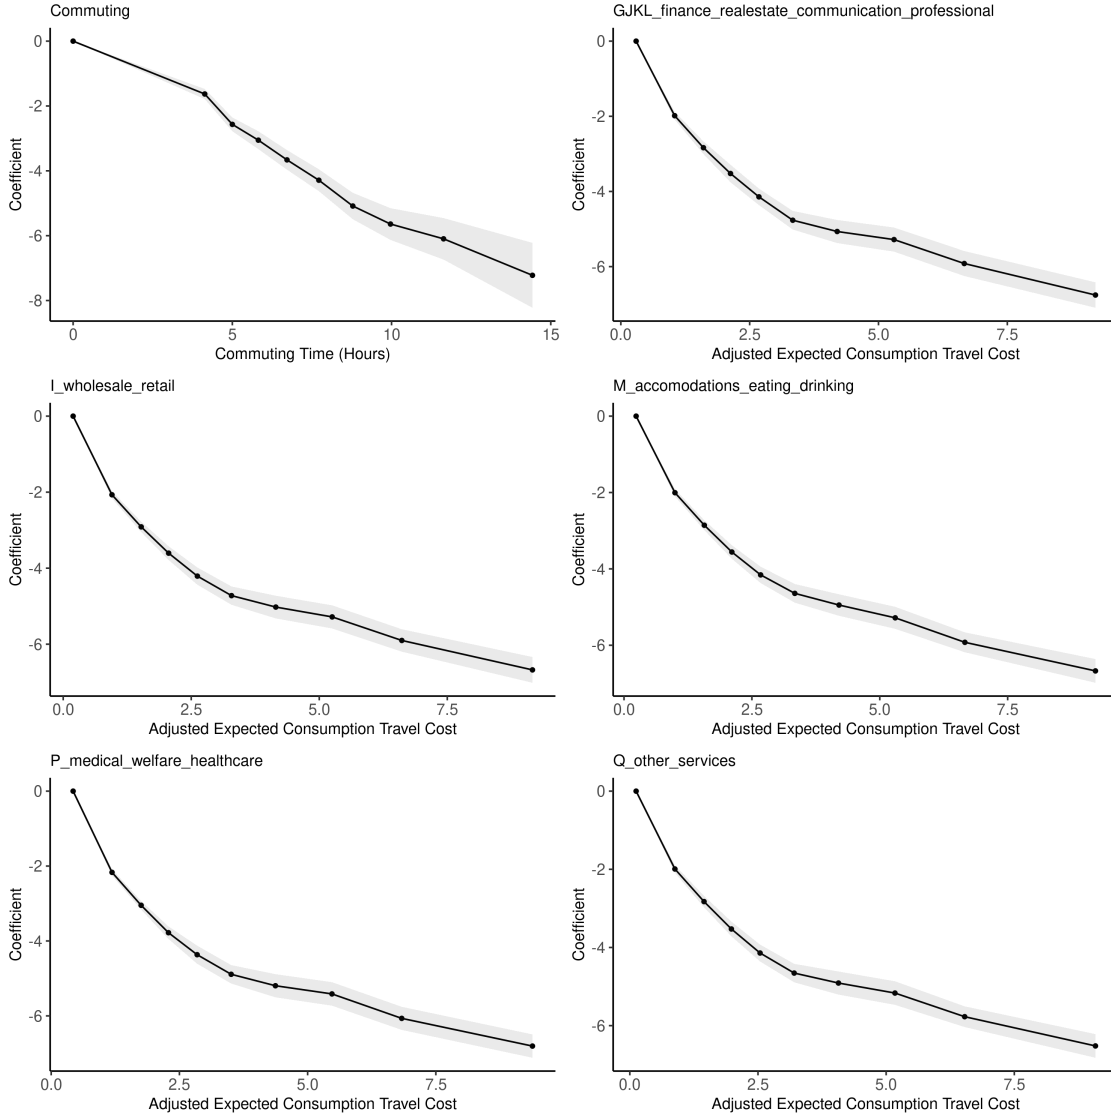 Commuting
0
-2
-4
-6
-8
Coefficient
0 5 10 15
Commuting Time (Hours)
GJKL_finance_realestate_communication_professional
0
-2
-4
-6
Coefficient
0.0 2.5 5.0 7.5
Adjusted Expected Consumption Travel Cost
I_wholesale_retail
0
-2
-4
-6
Coefficient
0.0 2.5 5.0 7.5
Adjusted Expected Consumption Travel Cost
M_accomodations_eating_drinking
0
-2
-4
-6
Coefficient
0.0 2.5 5.0 7.5
Adjusted Expected Consumption Travel Cost
P_medical_welfare_healthcare
0
-2
-4
-6
Coefficient
0.0 2.5 5.0 7.5
Adjusted Expected Consumption Travel Cost
Q_other_services
0
-2
-4
-6
Coefficient
0.0 2.5 5.0 7.5
Adjusted Expected Consumption Travel Cost